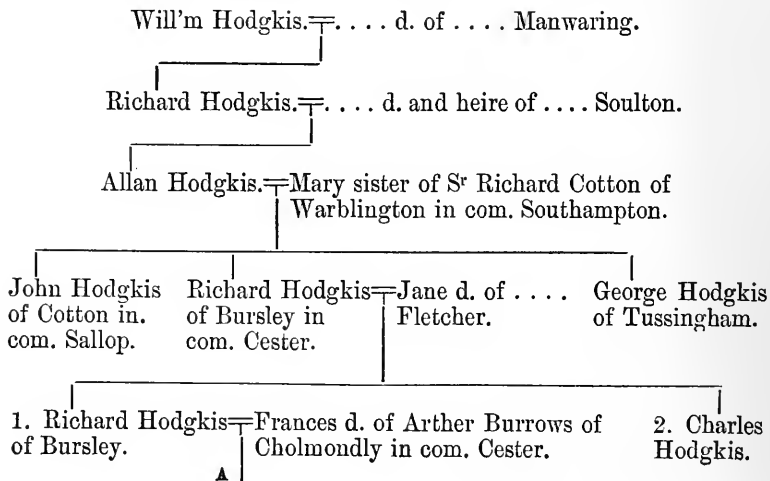 Will'm Hodgkis.=.... d. of .... Manwaring.
Richard Hodgkis.=.... d. and heire of .... Soulton.
Allan Hodgkis.=Mary sister of Sr Richard Cotton of
Warblington in com. Southampton.
John Hodgkis
of Cotton in.
com. Sallop.
Richard Hodgkis=Jane d. of ....
of Bursley in Fletcher.
com. Cester.
George Hodgkis
of Tussingham.
1. Richard Hodgkis=Frances d. of Arther Burrows of
of Bursley. Cholmondly in com. Cester.
2. Charles
Hodgkis.
A